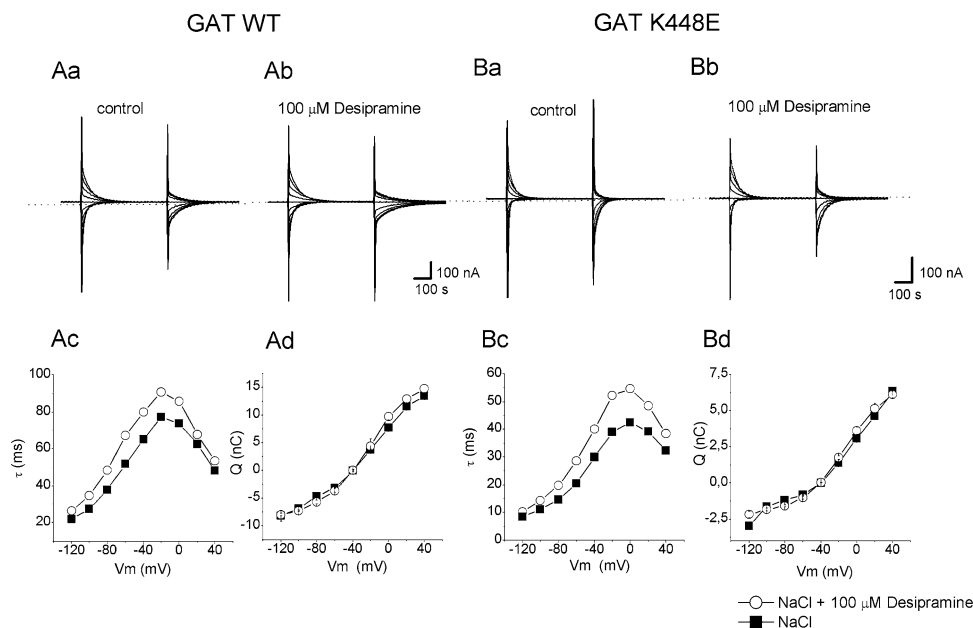 GAT WT
GAT K448E
Aa
Ab
Ba
Bb
control
100 μM Desipramine
control
100 μM Desipramine
100 nA
100 s
100 nA
100 s
Ac
Ad
Bc
Bd
τ (ms)
100
80
60
40
20
-120
-80
-40
0
40
Vm (mV)
Q (nC)
15
10
5
0
-5
-10
-120
-80
-40
0
40
Vm (mV)
τ (ms)
60
50
40
30
20
10
0
-120
-80
-40
0
40
Vm (mV)
Q (nC)
7,5
5,0
2,5
0,0
-2,5
-120
-80
-40
0
40
Vm (mV)
NaCl + 100 μM Desipramine
NaCl